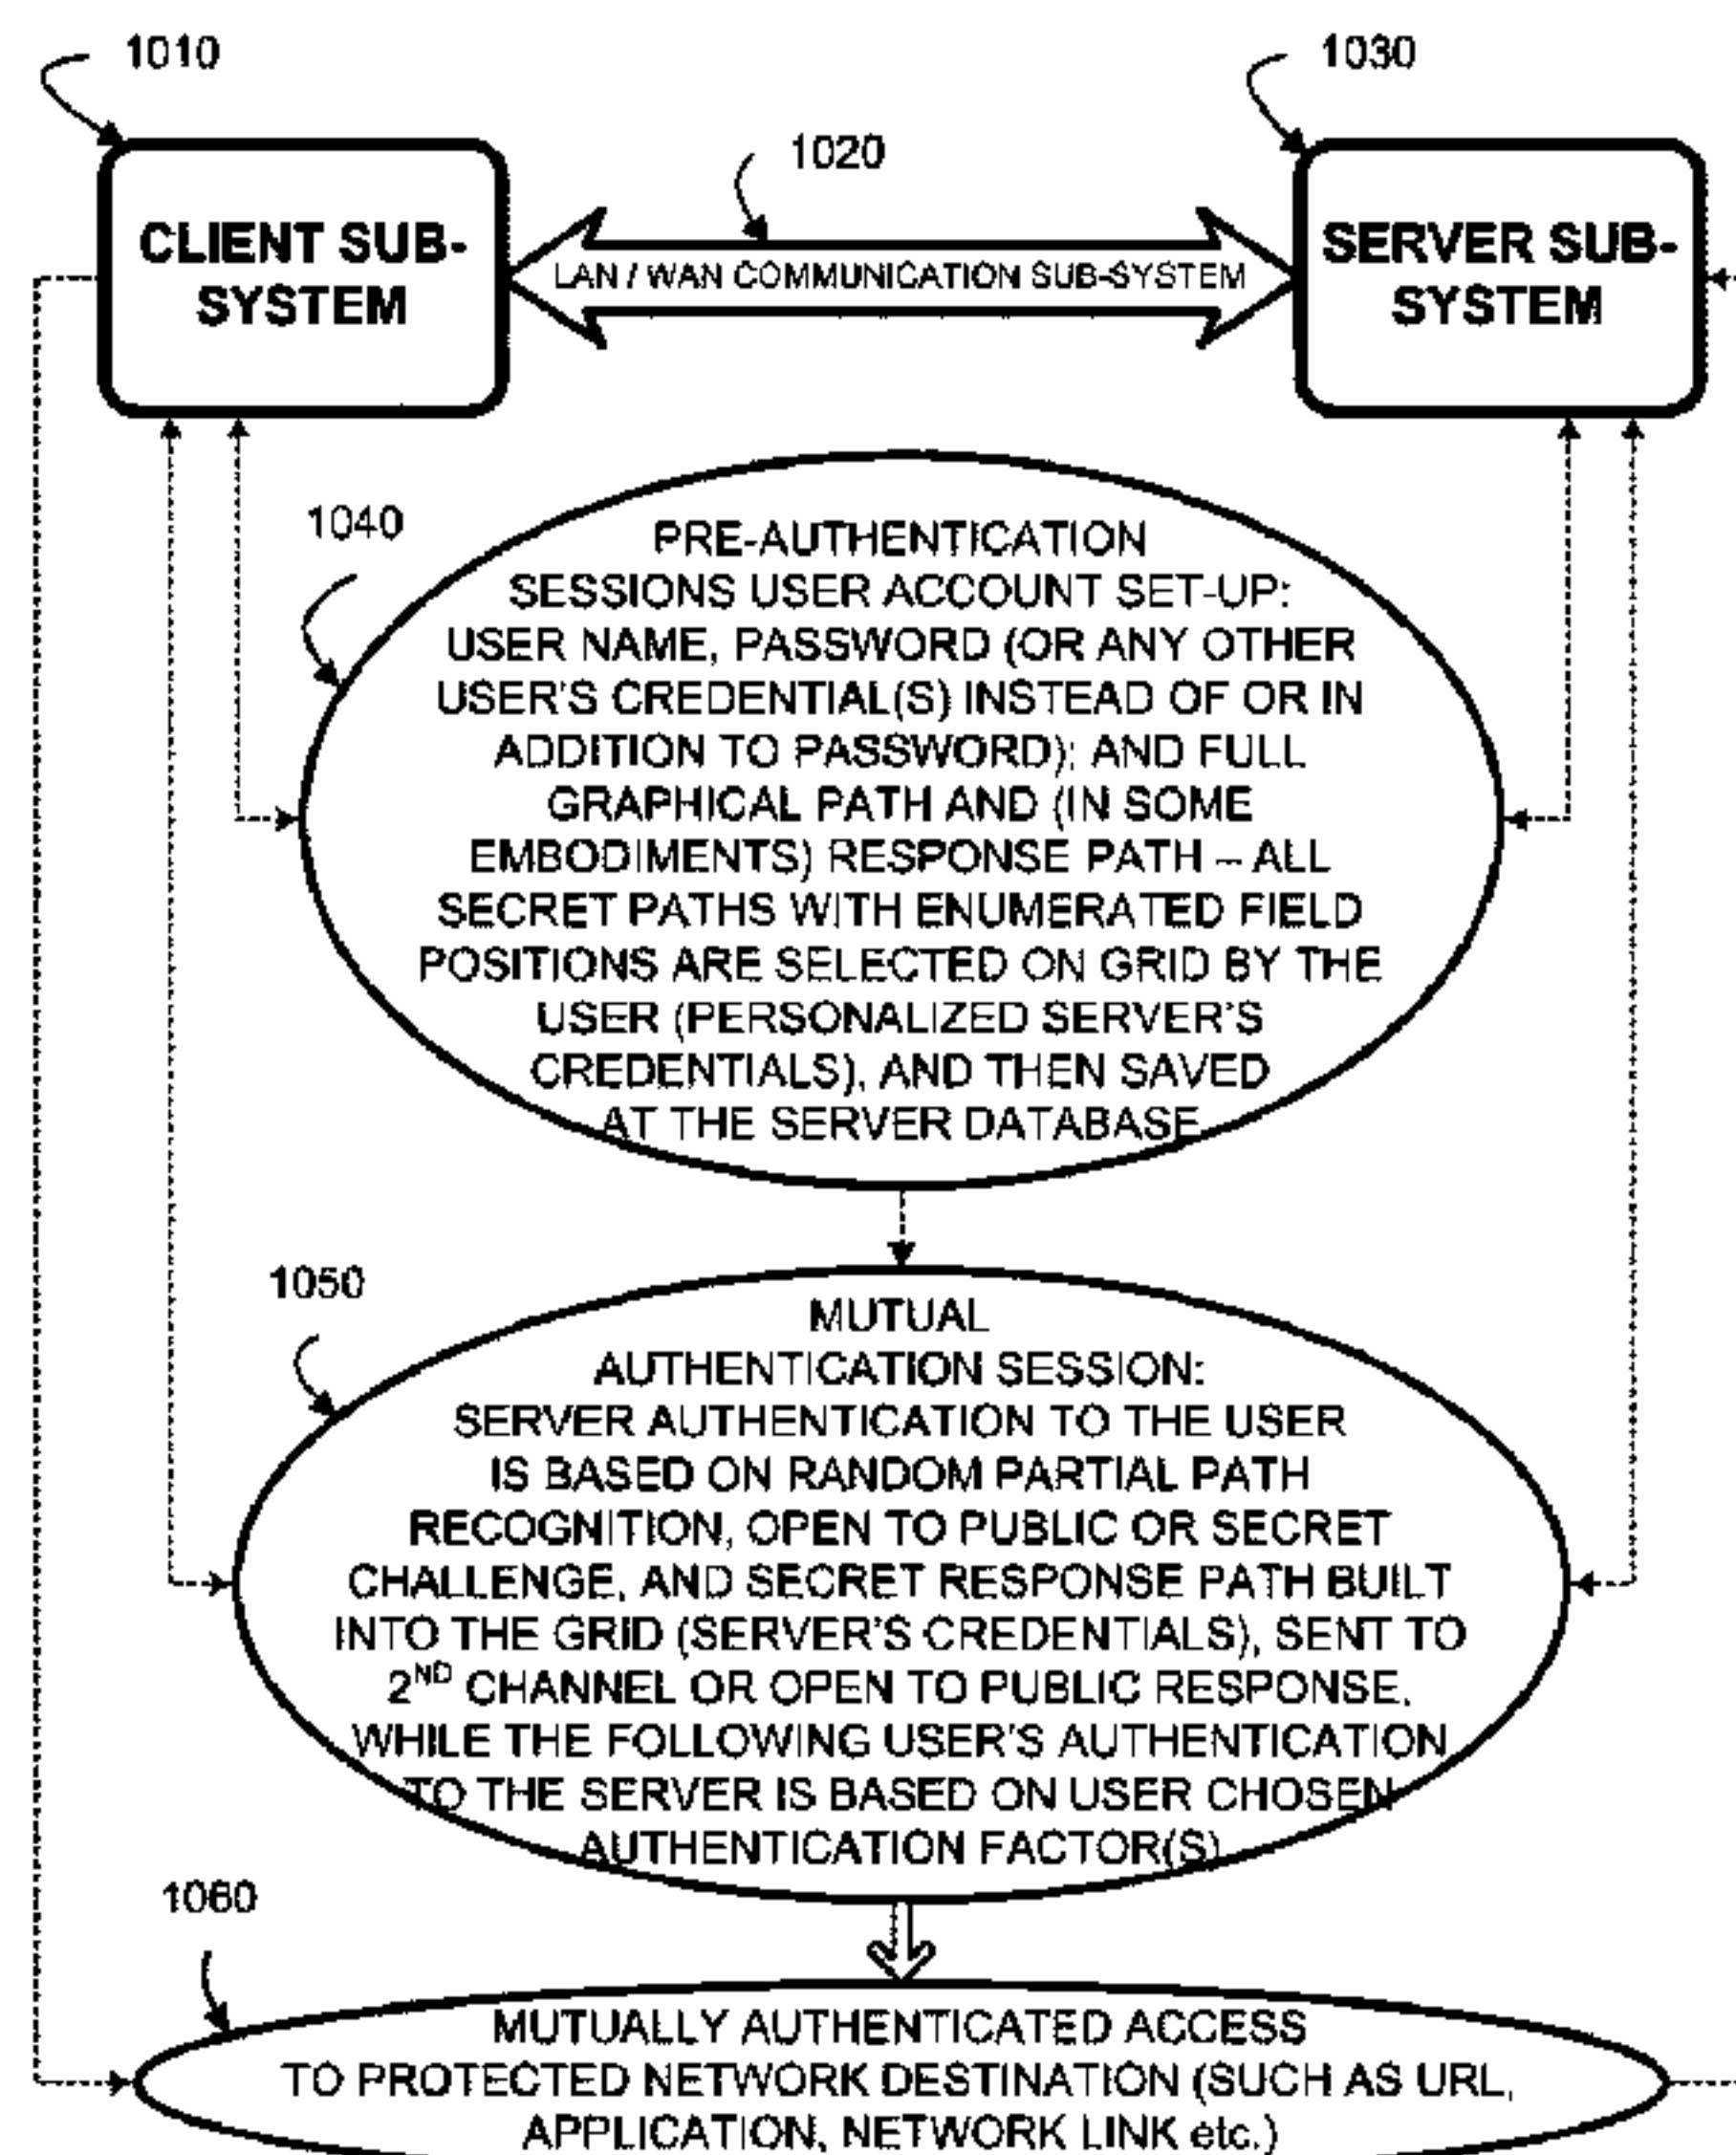 1010
1030
1020
CLIENT SUB-
SYSTEM
LAN / WAN COMMUNICATION SUB-SYSTEM
SERVER SUB-
SYSTEM
1040
PRE-AUTHENTICATION
SESSIONS USER ACCOUNT SET-UP:
USER NAME, PASSWORD (OR ANY OTHER
USER'S CREDENTIAL(S) INSTEAD OF OR IN
ADDITION TO PASSWORD); AND FULL
GRAPHICAL PATH AND (IN SOME
EMBODIMENTS) RESPONSE PATH – ALL
SECRET PATHS WITH ENUMERATED FIELD
POSITIONS ARE SELECTED ON GRID BY THE
USER (PERSONALIZED SERVER'S
CREDENTIALS), AND THEN SAVED
AT THE SERVER DATABASE
1050
MUTUAL
AUTHENTICATION SESSION:
SERVER AUTHENTICATION TO THE USER
IS BASED ON RANDOM PARTIAL PATH
RECOGNITION, OPEN TO PUBLIC OR SECRET
CHALLENGE, AND SECRET RESPONSE PATH BUILT
INTO THE GRID (SERVER'S CREDENTIALS), SENT TO
2ND CHANNEL OR OPEN TO PUBLIC RESPONSE,
WHILE THE FOLLOWING USER'S AUTHENTICATION
TO THE SERVER IS BASED ON USER CHOSEN
AUTHENTICATION FACTOR(S)
1060
MUTUALLY AUTHENTICATED ACCESS
TO PROTECTED NETWORK DESTINATION (SUCH AS URL,
APPLICATION, NETWORK LINK etc.)